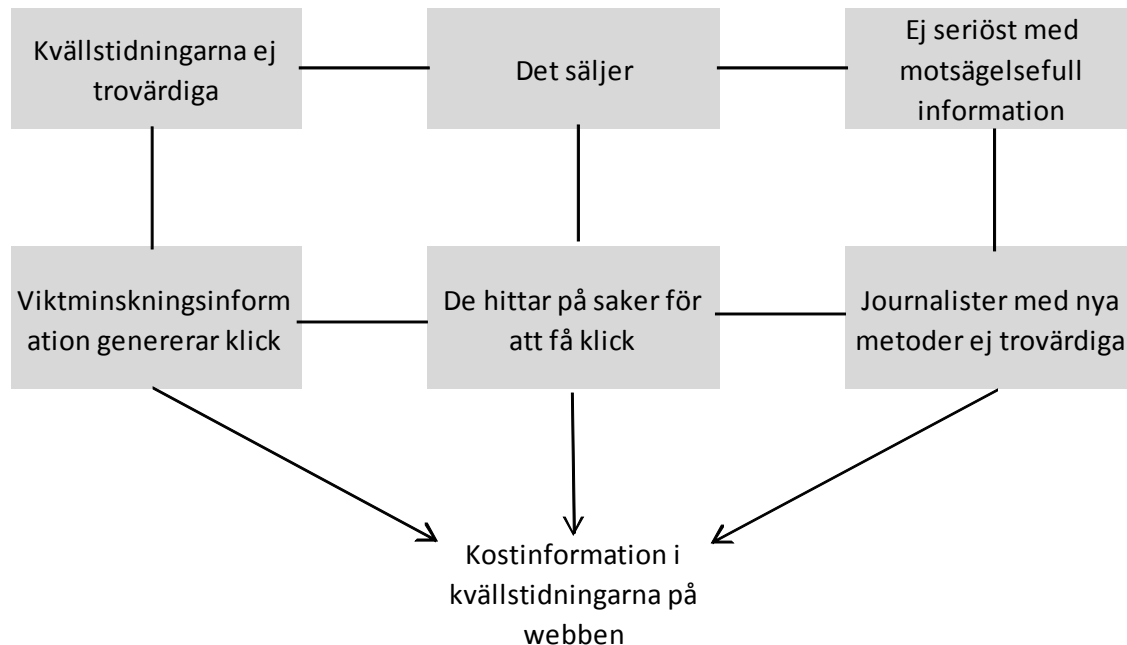 Kvällstidningarna ej
trovärdiga
Det säljer
Ej seriöst med
motsägelsefull
information
Viktminskningsinform
ation genererar klick
De hittar på saker för
att få klick
Journalister med nya
metoder ej trovärdiga
Kostinformation i
kvällstidningarna på
webben